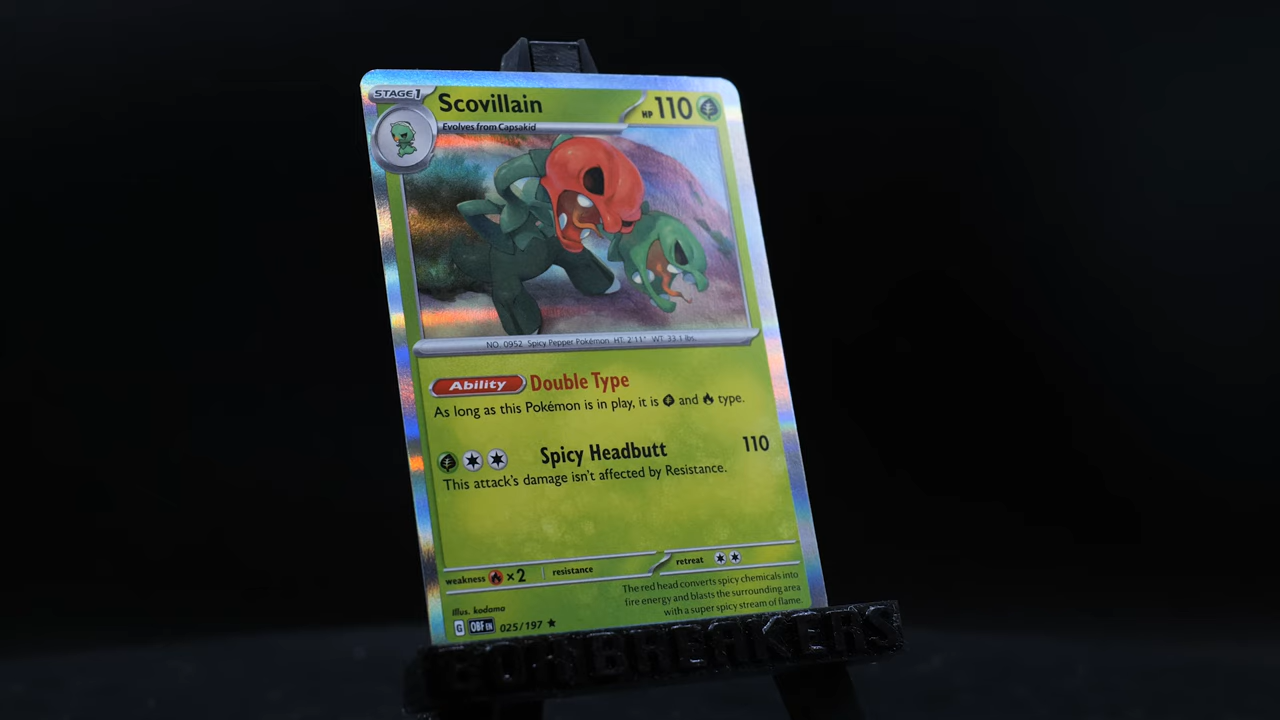 STAGE 1
Scovillain
HP 110
Evolves from Capsakid
NO. 0952 Spicy Pepper Pokémon HT. 2'11" WT. 33.1 lbs.
Ability Double Type
As long as this Pokémon is in play, it is and type.
Spicy Headbutt 110
This attack's damage isn't affected by Resistance.
weakness ×2 resistance retreat
The red head converts spicy chemicals into
fire energy and blasts the surrounding area
with a super spicy stream of flame.
Illus. kodama
G OBF EN 025/197
BOXBREAKERS